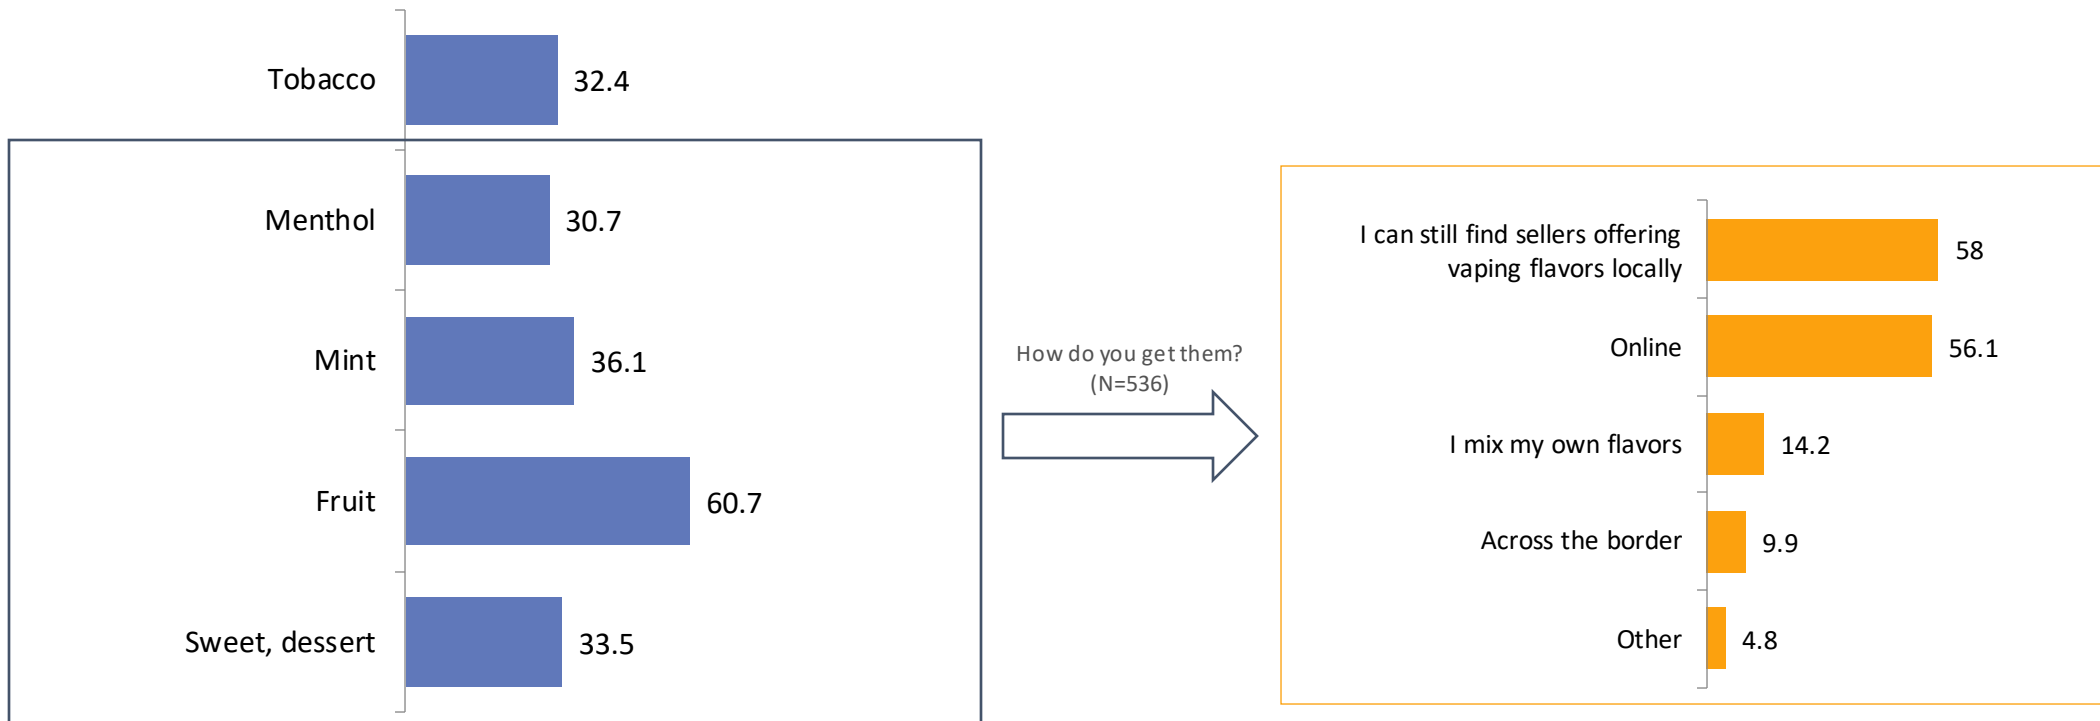 Tobacco
32.4
Menthol
30.7
Mint
36.1
Fruit
60.7
Sweet, dessert
33.5
How do you get them?
(N=536)
I can still find sellers offering
vaping flavors locally
58
Online
56.1
I mix my own flavors
14.2
Across the border
9.9
Other
4.8